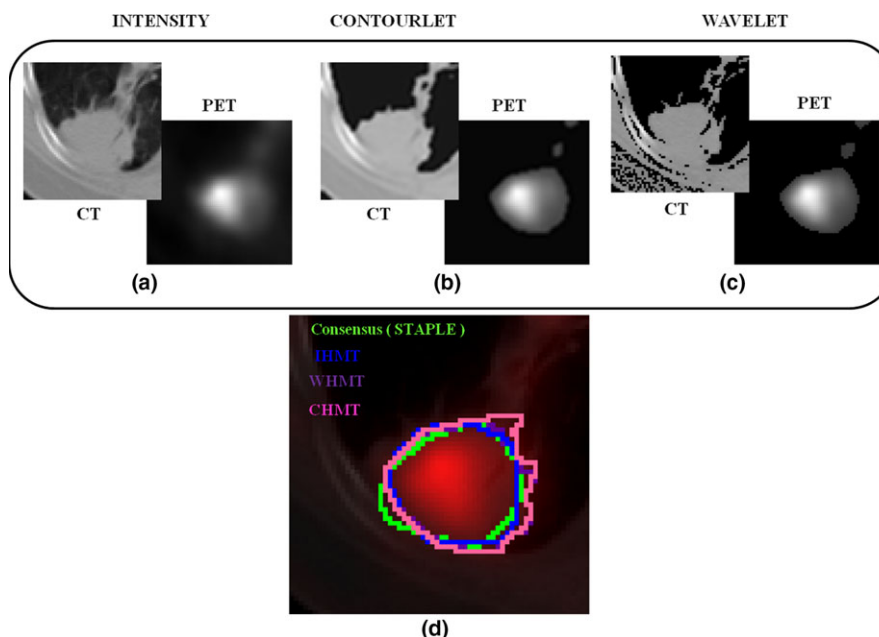 INTENSITY
CONTOURLET
WAVELET
PET
CT
(a)
PET
CT
(b)
PET
CT
(c)
Consensus ( STAPLE )
IHMT
WHMT
CHMT
(d)